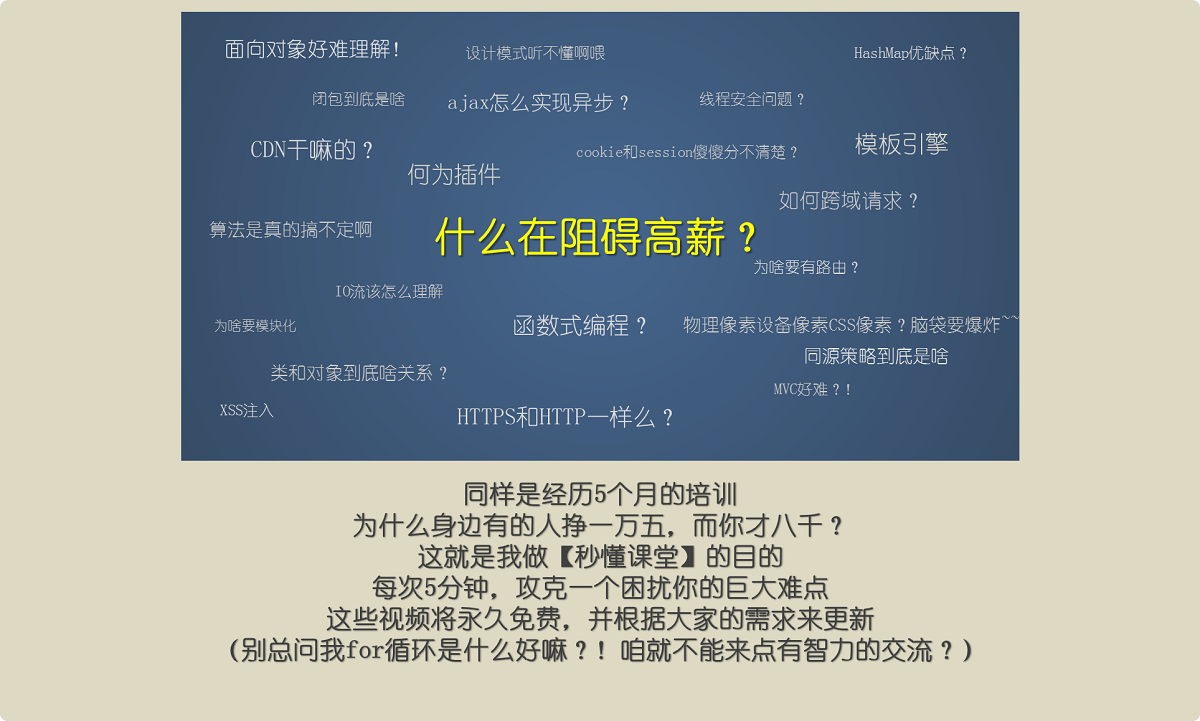 面向对象好难理解！
设计模式听不懂啊喂
HashMap优缺点？
闭包到底是啥
ajax怎么实现异步？
线程安全问题？
CDN干嘛的？
cookie和session傻傻分不清楚？
模板引擎
何为插件
如何跨域请求？
算法是真的搞不定啊
什么在阻碍高薪？
为啥要有路由？
IO流该怎么理解
为啥要模块化
函数式编程？
物理像素设备像素CSS像素？脑袋要爆炸~~
同源策略到底是啥
类和对象到底啥关系？
MVC好难？！
XSS注入
HTTPS和HTTP一样么？
同样是经历5个月的培训
为什么身边有的人挣一万五，而你才八千？
这就是我做【秒懂课堂】的目的
每次5分钟，攻克一个困扰你的巨大难点
这些视频将永久免费，并根据大家的需求来更新
（别总问我for循环是什么好嘛？！咱就不能来点有智力的交流？）